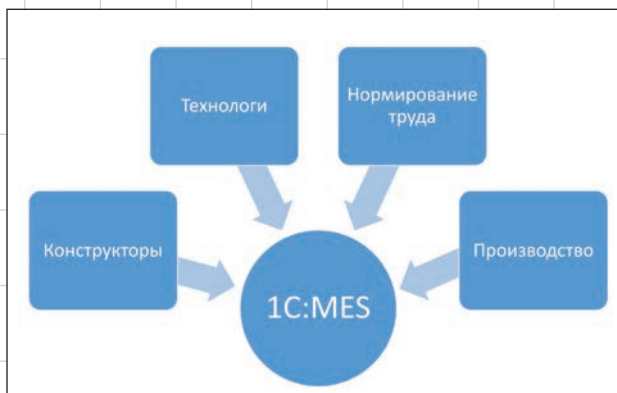 Технологи
Нормирование
труда
Конструкторы
Производство
1С:MES